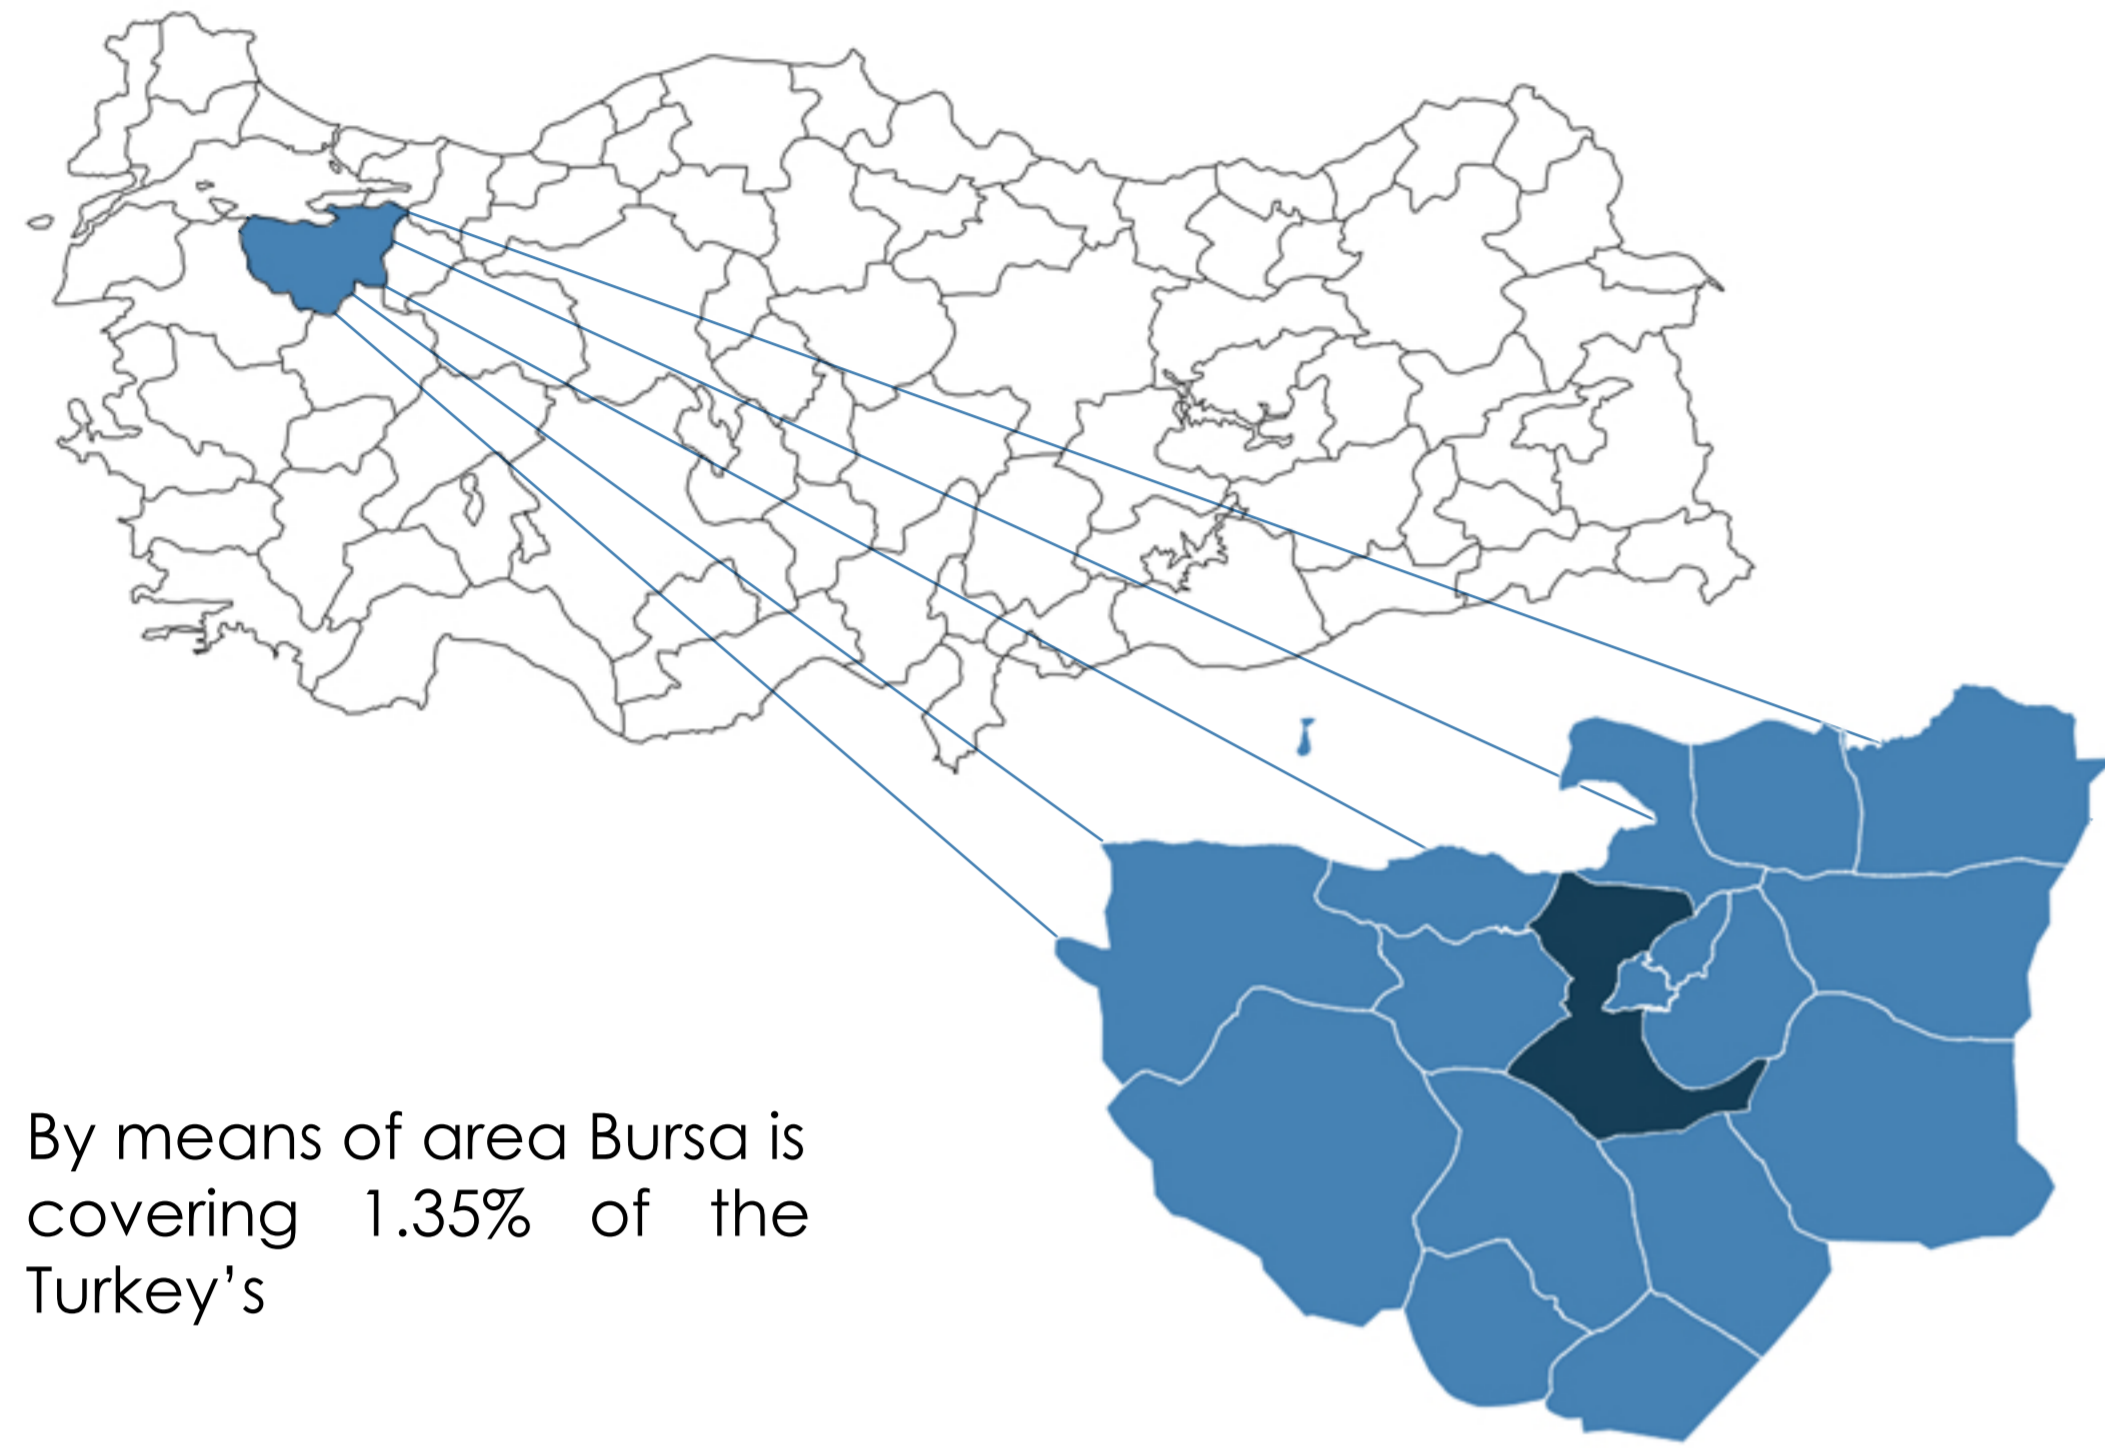 By means of area Bursa is
covering 1.35% of the
Turkey’s